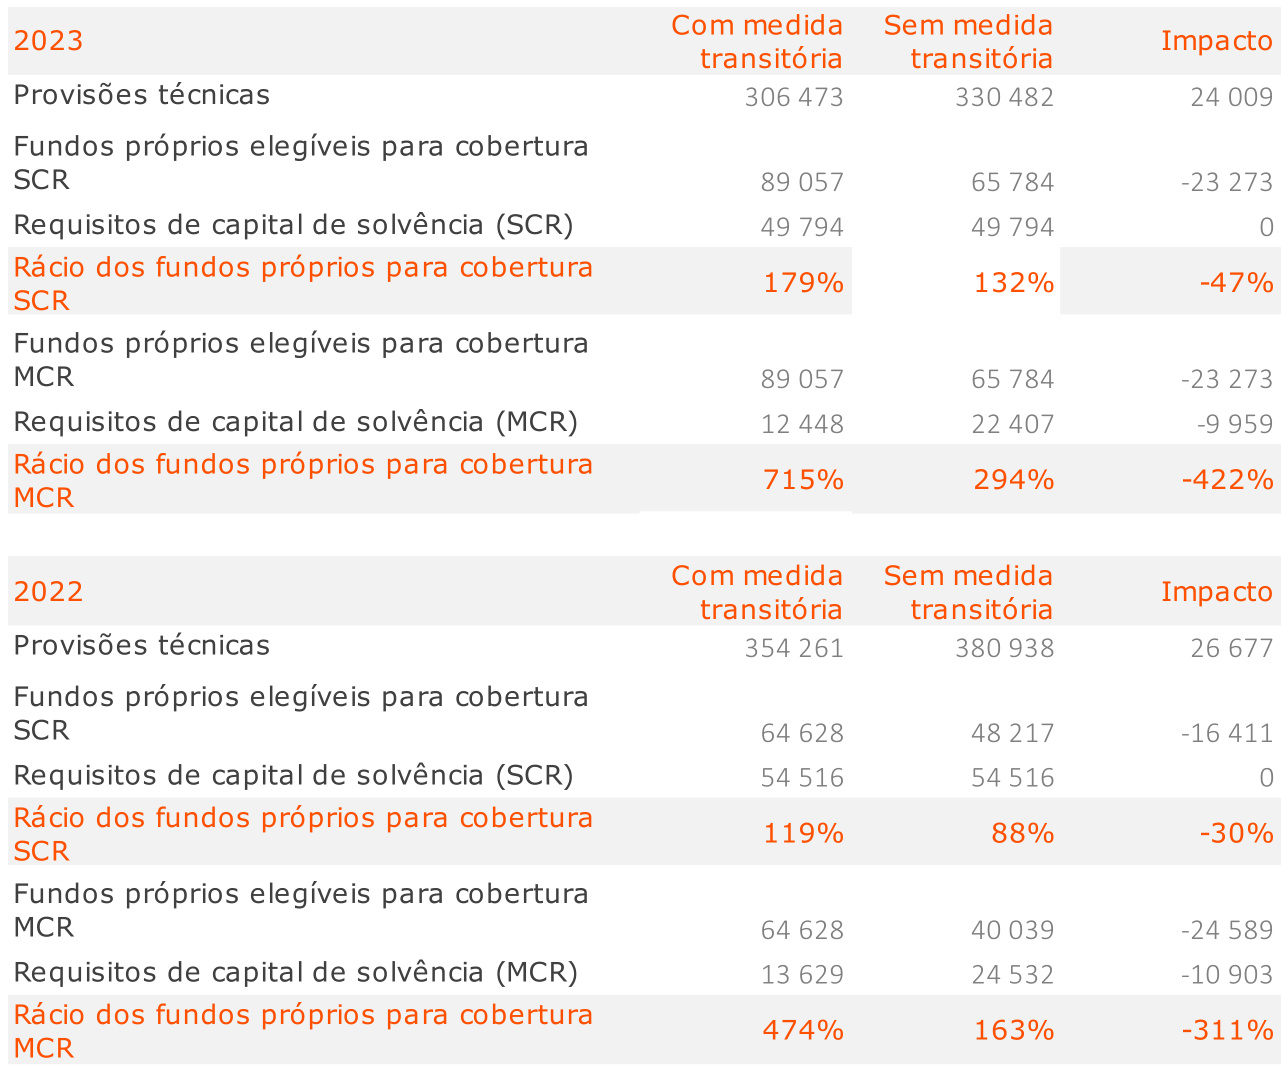 2023 Com medida transitória Sem medida transitória Impacto
Provisões técnicas 306 473 330 482 24 009
Fundos próprios elegíveis para cobertura
SCR 89 057 65 784 -23 273
Requisitos de capital de solvência (SCR) 49 794 49 794 0
Rácio dos fundos próprios para cobertura
SCR 179% 132% -47%
Fundos próprios elegíveis para cobertura
MCR 89 057 65 784 -23 273
Requisitos de capital de solvência (MCR) 12 448 22 407 -9 959
Rácio dos fundos próprios para cobertura
MCR 715% 294% -422%
2022 Com medida transitória Sem medida transitória Impacto
Provisões técnicas 354 261 380 938 26 677
Fundos próprios elegíveis para cobertura
SCR 64 628 48 217 -16 411
Requisitos de capital de solvência (SCR) 54 516 54 516 0
Rácio dos fundos próprios para cobertura
SCR 119% 88% -30%
Fundos próprios elegíveis para cobertura
MCR 64 628 40 039 -24 589
Requisitos de capital de solvência (MCR) 13 629 24 532 -10 903
Rácio dos fundos próprios para cobertura
MCR 474% 163% -311%